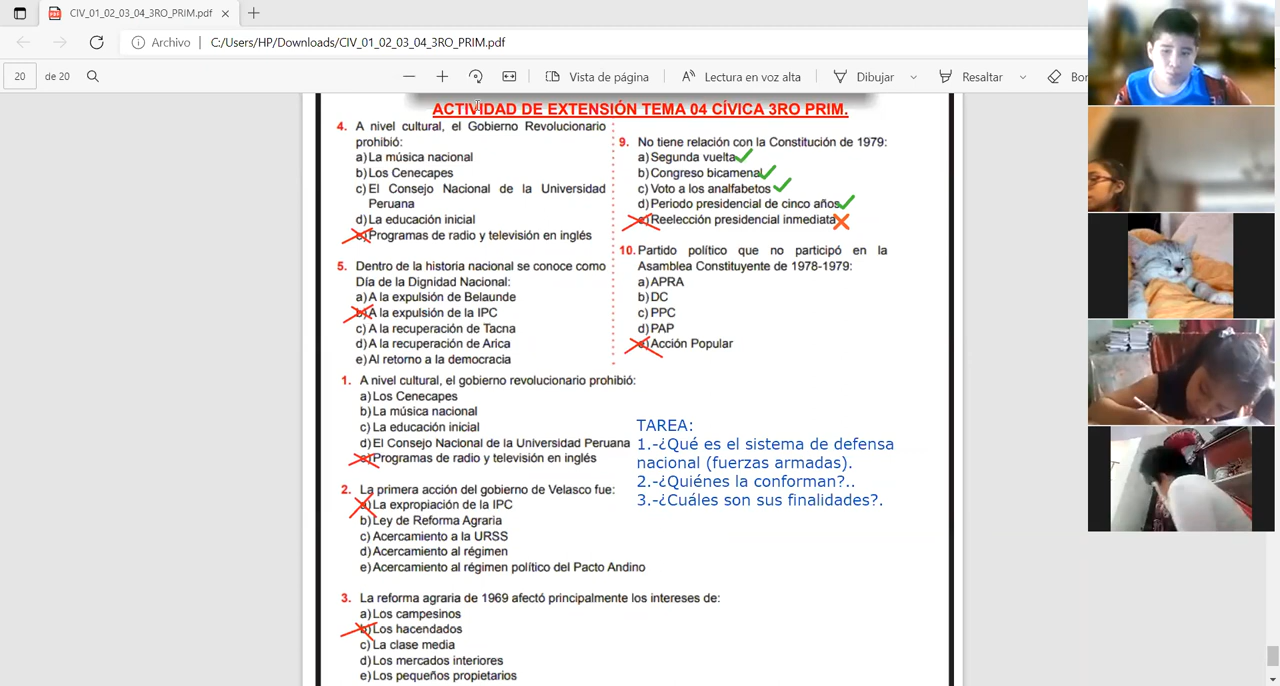 CIV_01_02_03_04_3RO_PRIM.pdf
Archivo
C:/Users/HP/Downloads/CIV_01_02_03_04_3RO_PRIM.pdf
20 de 20
Vista de página
Lectura en voz alta
Dibujar
Resaltar
Bor
ACTIVIDAD DE EXTENSIÓN TEMA 04 CÍVICA 3RO PRIM.
4. A nivel cultural, el Gobierno Revolucionario
prohibió:
a) La música nacional
b) Los Cenecapes
c) El Consejo Nacional de la Universidad
Peruana
d) La educación inicial
e) Programas de radio y televisión en inglés
5. Dentro de la historia nacional se conoce como
Día de la Dignidad Nacional:
a) A la expulsión de Belaunde
b) A la expulsión de la IPC
c) A la recuperación de Tacna
d) A la recuperación de Arica
e) Al retorno a la democracia
9. No tiene relación con la Constitución de 1979:
a) Segunda vuelta
b) Congreso bicamenal
c) Voto a los analfabetos
d) Periodo presidencial de cinco años
e) Reelección presidencial inmediata
10. Partido político que no participó en la
Asamblea Constituyente de 1978-1979:
a) APRA
b) DC
c) PPC
d) PAP
e) Acción Popular
1. A nivel cultural, el gobierno revolucionario prohibió:
a) Los Cenecapes
b) La música nacional
c) La educación inicial
d) El Consejo Nacional de la Universidad Peruana
e) Programas de radio y televisión en inglés
2. La primera acción del gobierno de Velasco fue:
a) La expropiación de la IPC
b) Ley de Reforma Agraria
c) Acercamiento a la URSS
d) Acercamiento al régimen
e) Acercamiento al régimen político del Pacto Andino
3. La reforma agraria de 1969 afectó principalmente los intereses de:
a) Los campesinos
b) Los hacendados
c) La clase media
d) Los mercados interiores
e) Los pequeños propietarios
TAREA:
1.-¿Qué es el sistema de defensa
nacional (fuerzas armadas).
2.-¿Quiénes la conforman?..
3.-¿Cuáles son sus finalidades?.